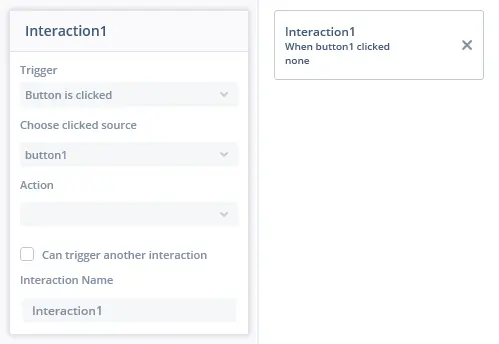 Interaction1
Trigger
Button is clicked
Choose clicked source
button1
Action
Can trigger another interaction
Interaction Name
Interaction1
Interaction1
When button1 clicked
none